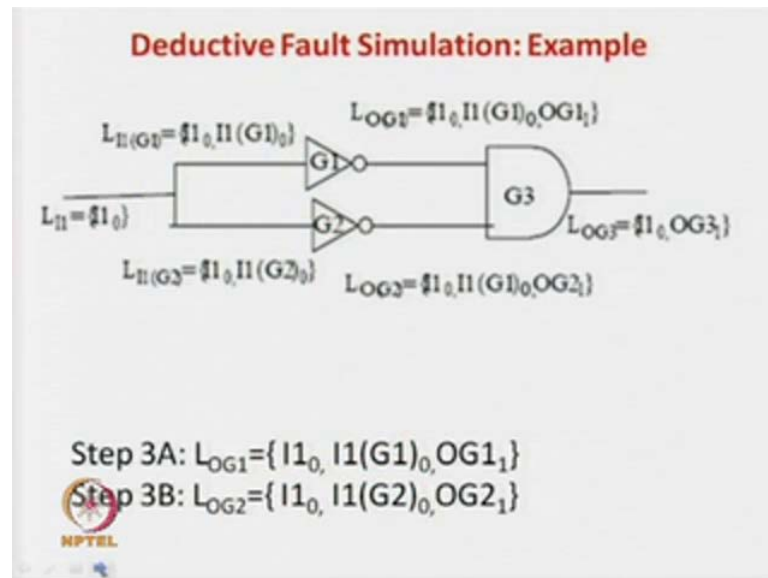 Deductive Fault Simulation: Example
L_OG1={I1_0, I1(G1)_0, OG1_1}
L_I1(G1)={I1_0, I1(G1)_0}
G1
G3
L_I1={I1_0}
G2
L_OG3={I1_0, OG3_1}
L_I1(G2)={I1_0, I1(G2)_0}
L_OG2={I1_0, I1(G1)_0, OG2_1}
Step 3A: L_OG1={ I1_0, I1(G1)_0, OG1_1}
Step 3B: L_OG2={ I1_0, I1(G2)_0, OG2_1}
NPTEL